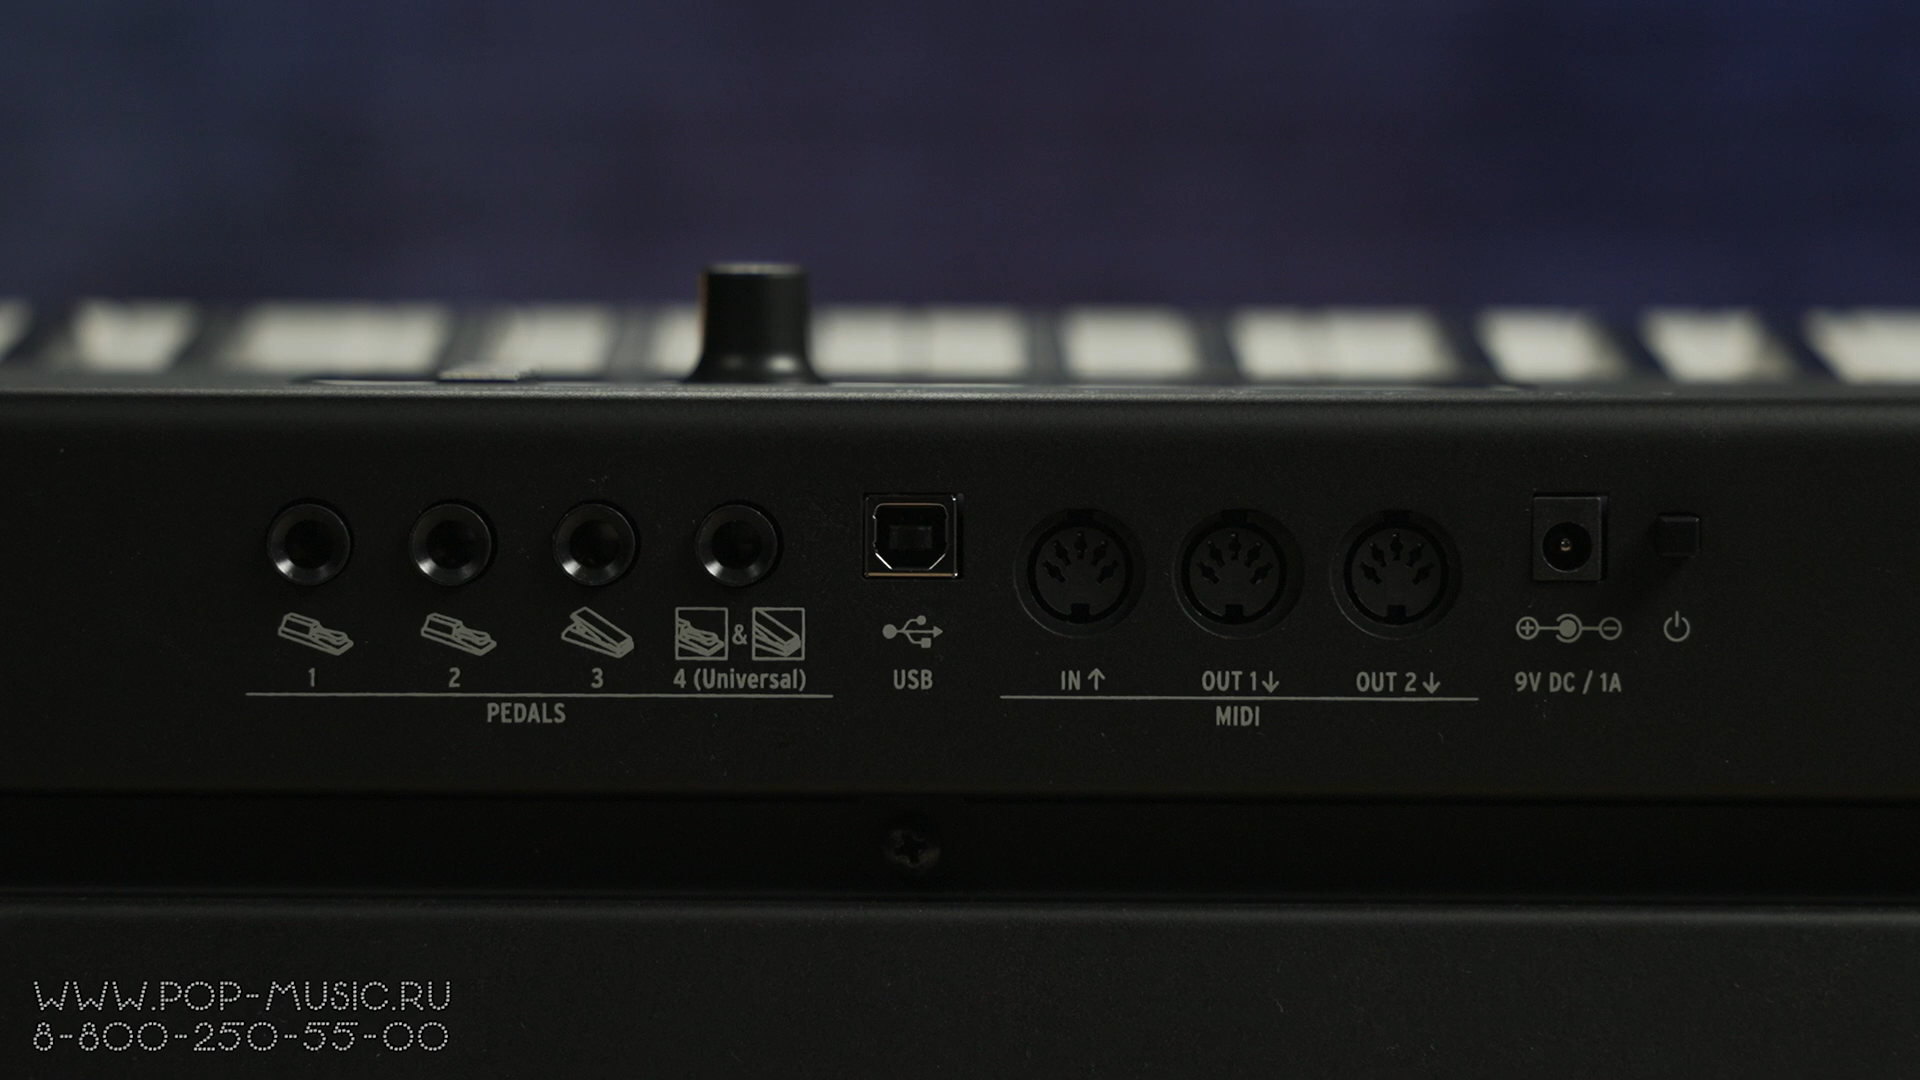 1 2 3 4 (Universal)
PEDALS
&
USB
IN ↑ OUT 1↓ OUT 2↓
MIDI
9V DC / 1A
WWW.POP-MUSIC.RU
8-800-250-55-00